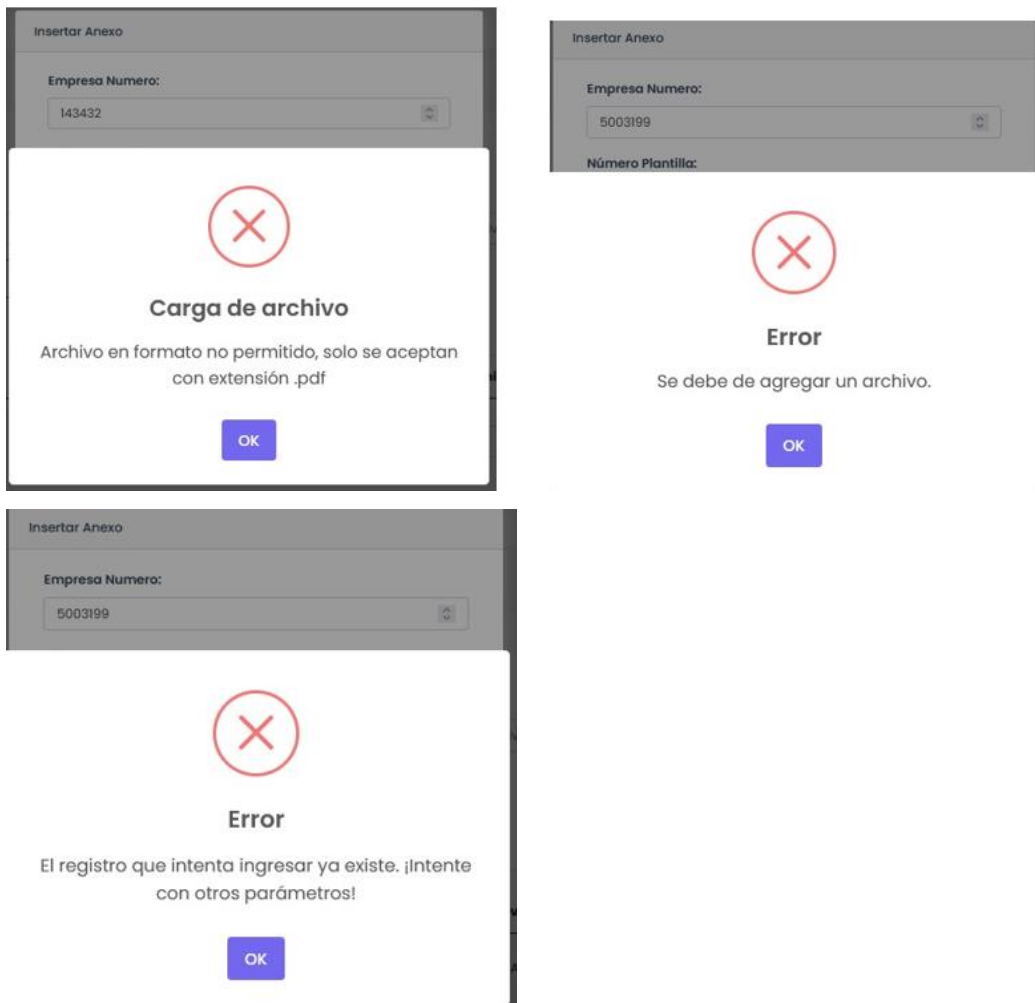 Insertar Anexo
Empresa Numero:
143432
Carga de archivo
Archivo en formato no permitido, solo se aceptan
con extensión .pdf
OK
Insertar Anexo
Empresa Numero:
5003199
Número Plantilla:
Error
Se debe de agregar un archivo.
OK
Insertar Anexo
Empresa Numero:
5003199
Error
El registro que intenta ingresar ya existe. ¡Intente
con otros parámetros!
OK